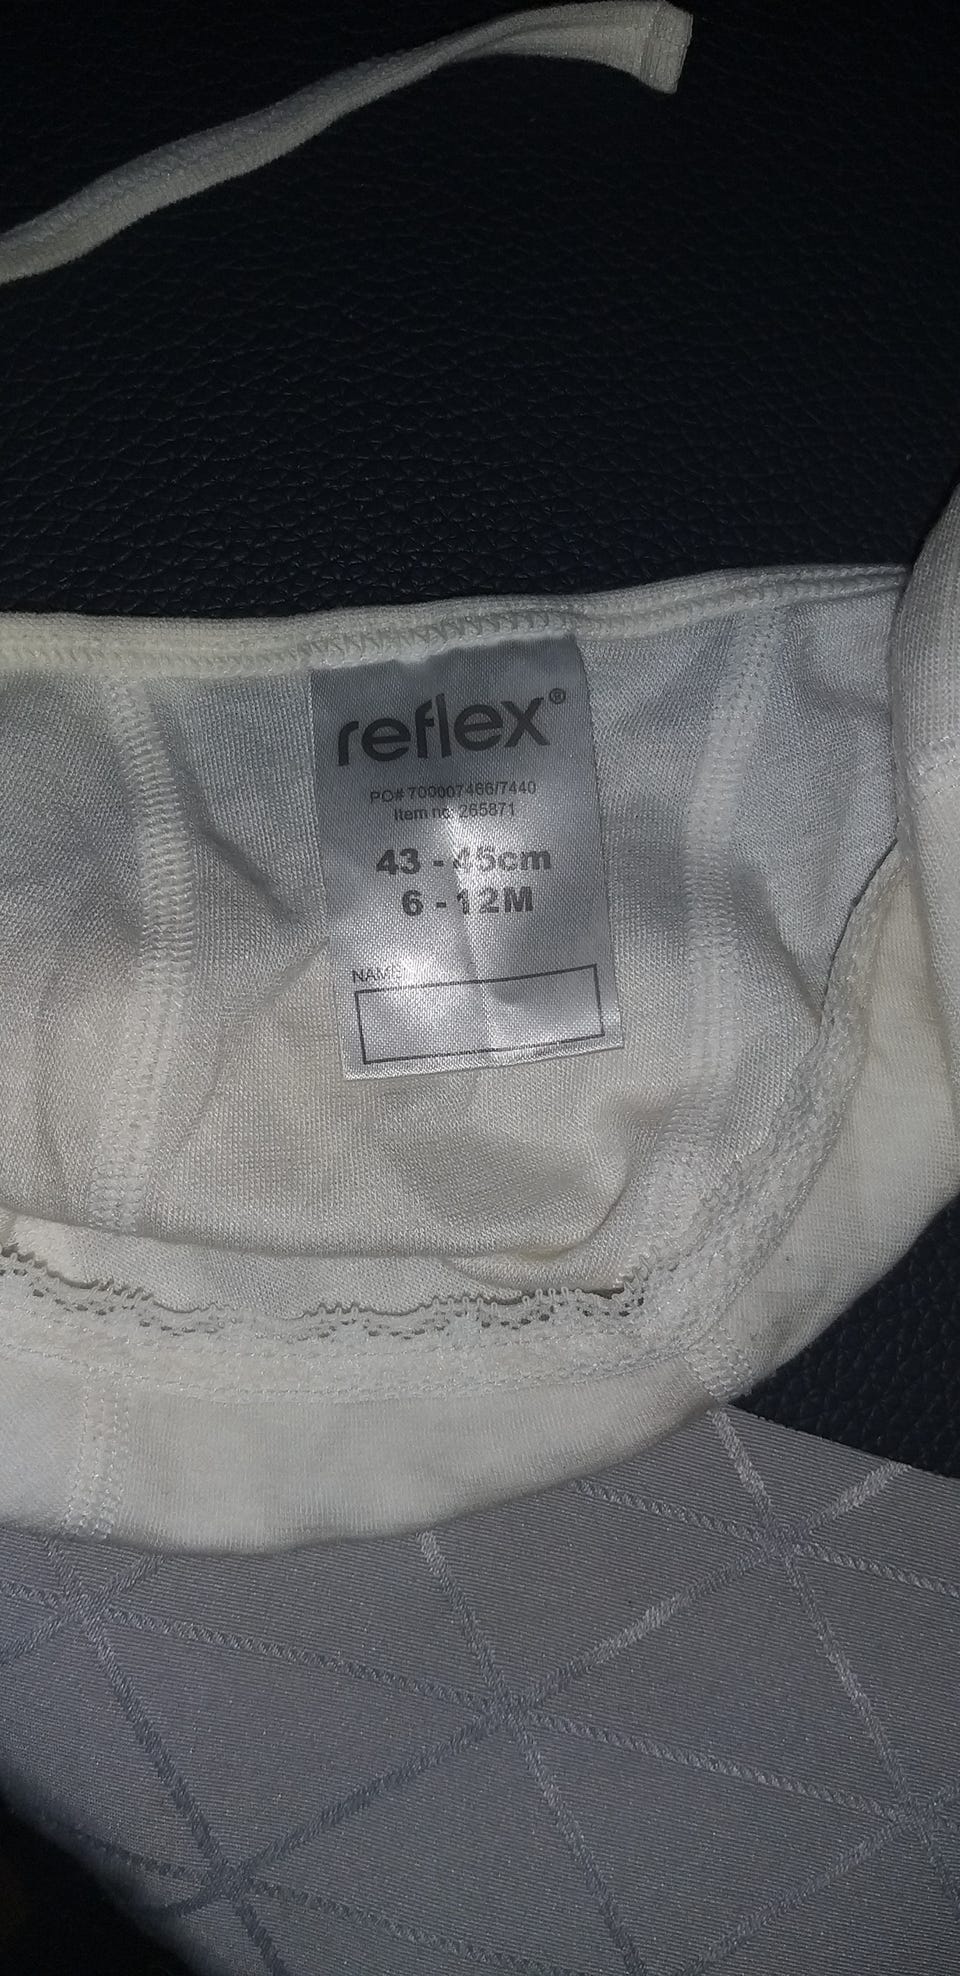 reflex®
PO# 700007466/7440
Item no: 265871
43 - 45cm
6 - 12M
NAME